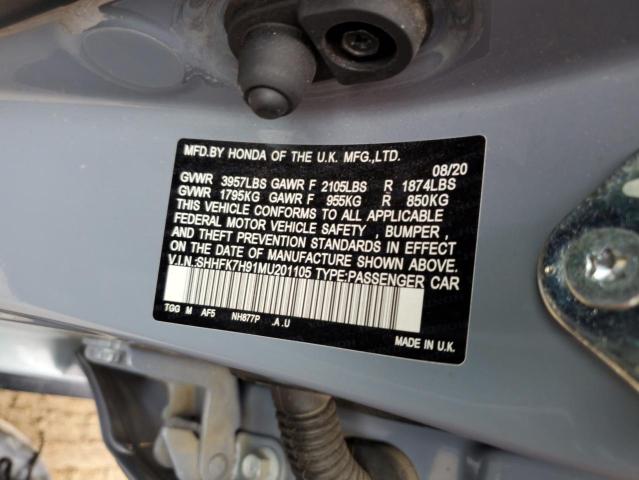 MFD.BY HONDA OF THE U.K. MFG.,LTD.
08/20
GVWR 3957LBS GAWR F 2105LBS R 1874LBS
GVWR 1795KG GAWR F 955KG R 850KG
THIS VEHICLE CONFORMS TO ALL APPLICABLE
FEDERAL MOTOR VEHICLE SAFETY , BUMPER ,
AND THEFT PREVENTION STANDARDS IN EFFECT
ON THE DATE OF MANUFACTURE SHOWN ABOVE.
V.I.N.:SHHFK7H91MU201105 TYPE:PASSENGER CAR
TGG M AF5 NH877P .A.U
MADE IN U.K.